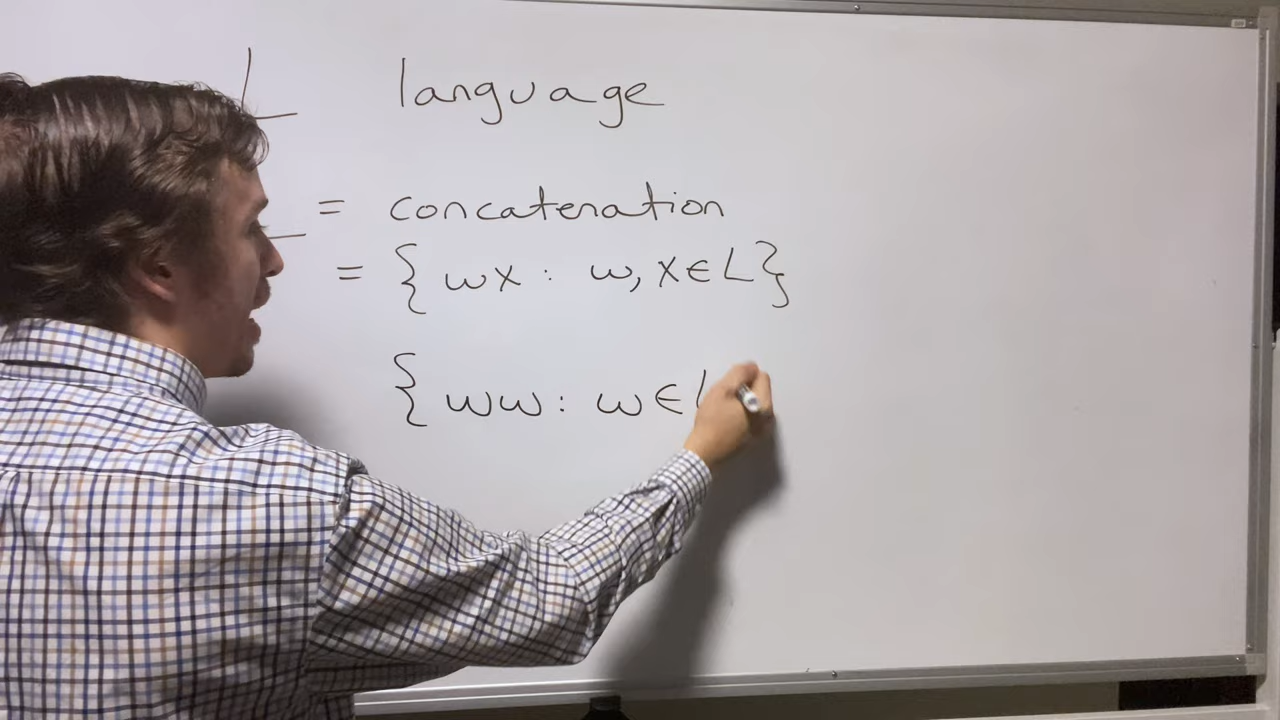 L language
= concatenation
= { wx : w, x ∈ L }
{ ww : w ∈ L